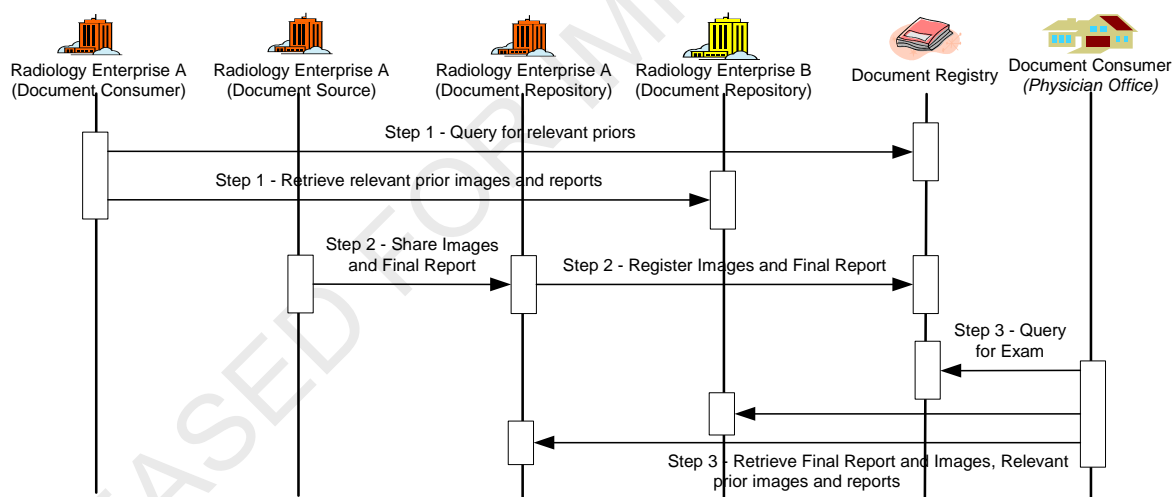 Radiology Enterprise A
(Document Consumer)
Radiology Enterprise A
(Document Source)
Radiology Enterprise A
(Document Repository)
Radiology Enterprise B
(Document Repository)
Document Registry
Document Consumer
(Physician Office)
Step 1 - Query for relevant priors
Step 1 - Retrieve relevant prior images and reports
Step 2 - Share Images
and Final Report
Step 2 - Register Images and Final Report
Step 3 - Query
for Exam
Step 3 - Retrieve Final Report and Images, Relevant
prior images and reports
ASED FOR IM